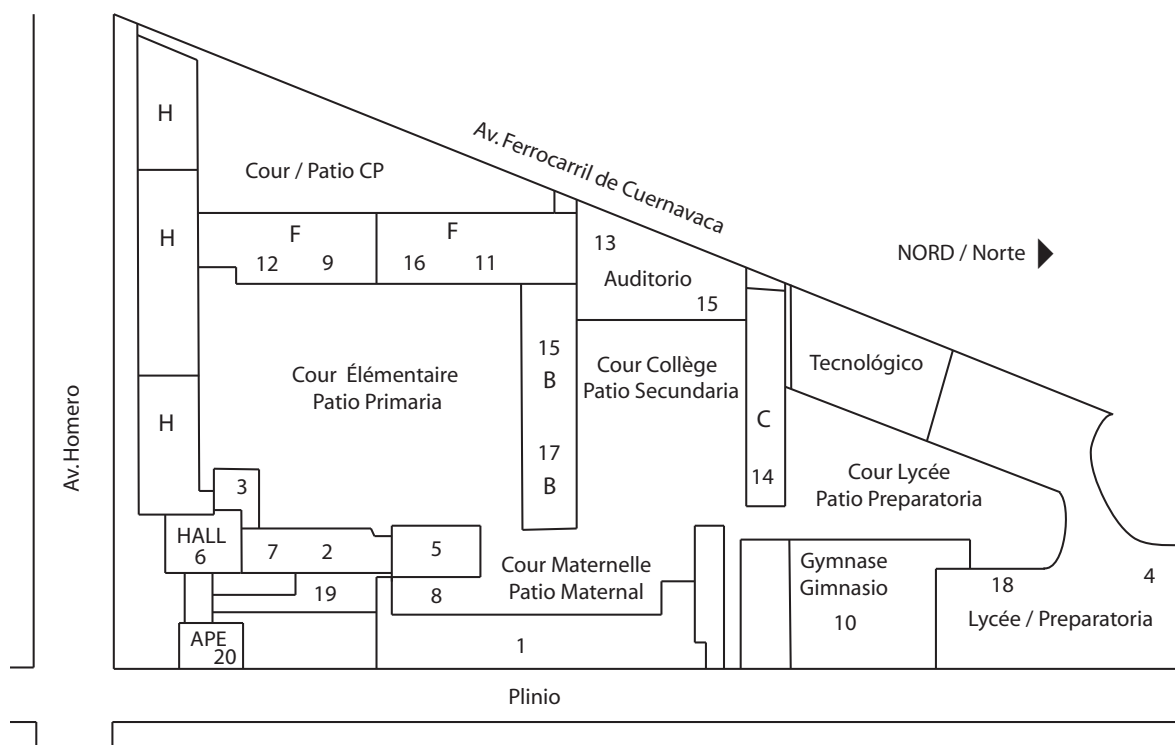 H
Cour / Patio CP
Av. Ferrocarril de Cuernavaca
NORD / Norte
H
F
F
12
9
16
11
13
Auditorio
15
Av. Homero
Cour Élémentaire
Patio Primaria
15
B
17
B
Cour Collège
Patio Secundaria
Tecnológico
H
C
14
Cour Lycée
Patio Preparatoria
3
HALL
6
7
2
5
Cour Maternelle
Patio Maternal
Gymnase
Gimnasio
10
18
4
Lycée / Preparatoria
19
8
APE
20
1
Plinio